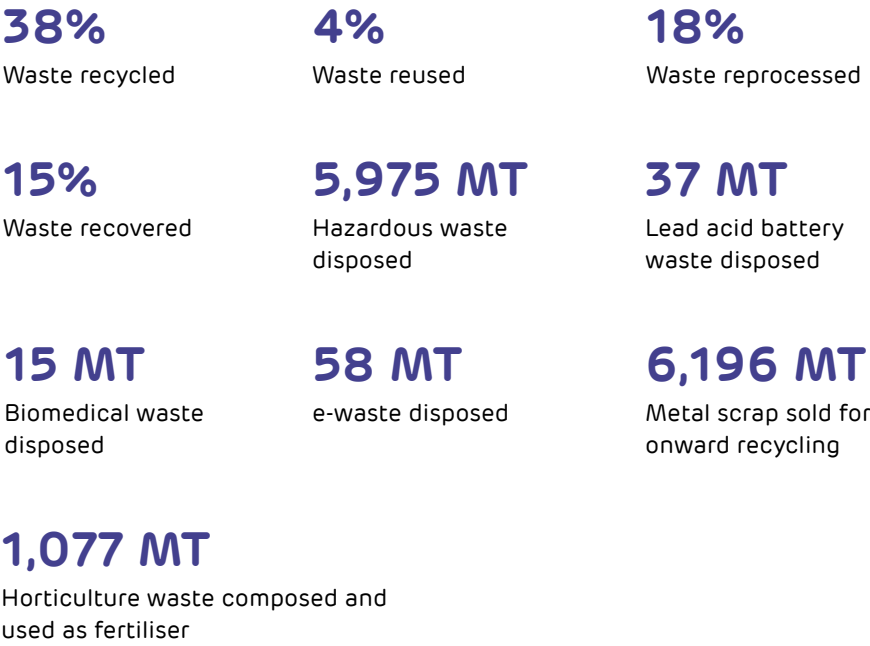 38%
Waste recycled
4%
Waste reused
18%
Waste reprocessed
15%
Waste recovered
5,975 MT
Hazardous waste
disposed
37 MT
Lead acid battery
waste disposed
15 MT
Biomedical waste
disposed
58 MT
e-waste disposed
6,196 MT
Metal scrap sold for
onward recycling
1,077 MT
Horticulture waste composed and
used as fertiliser